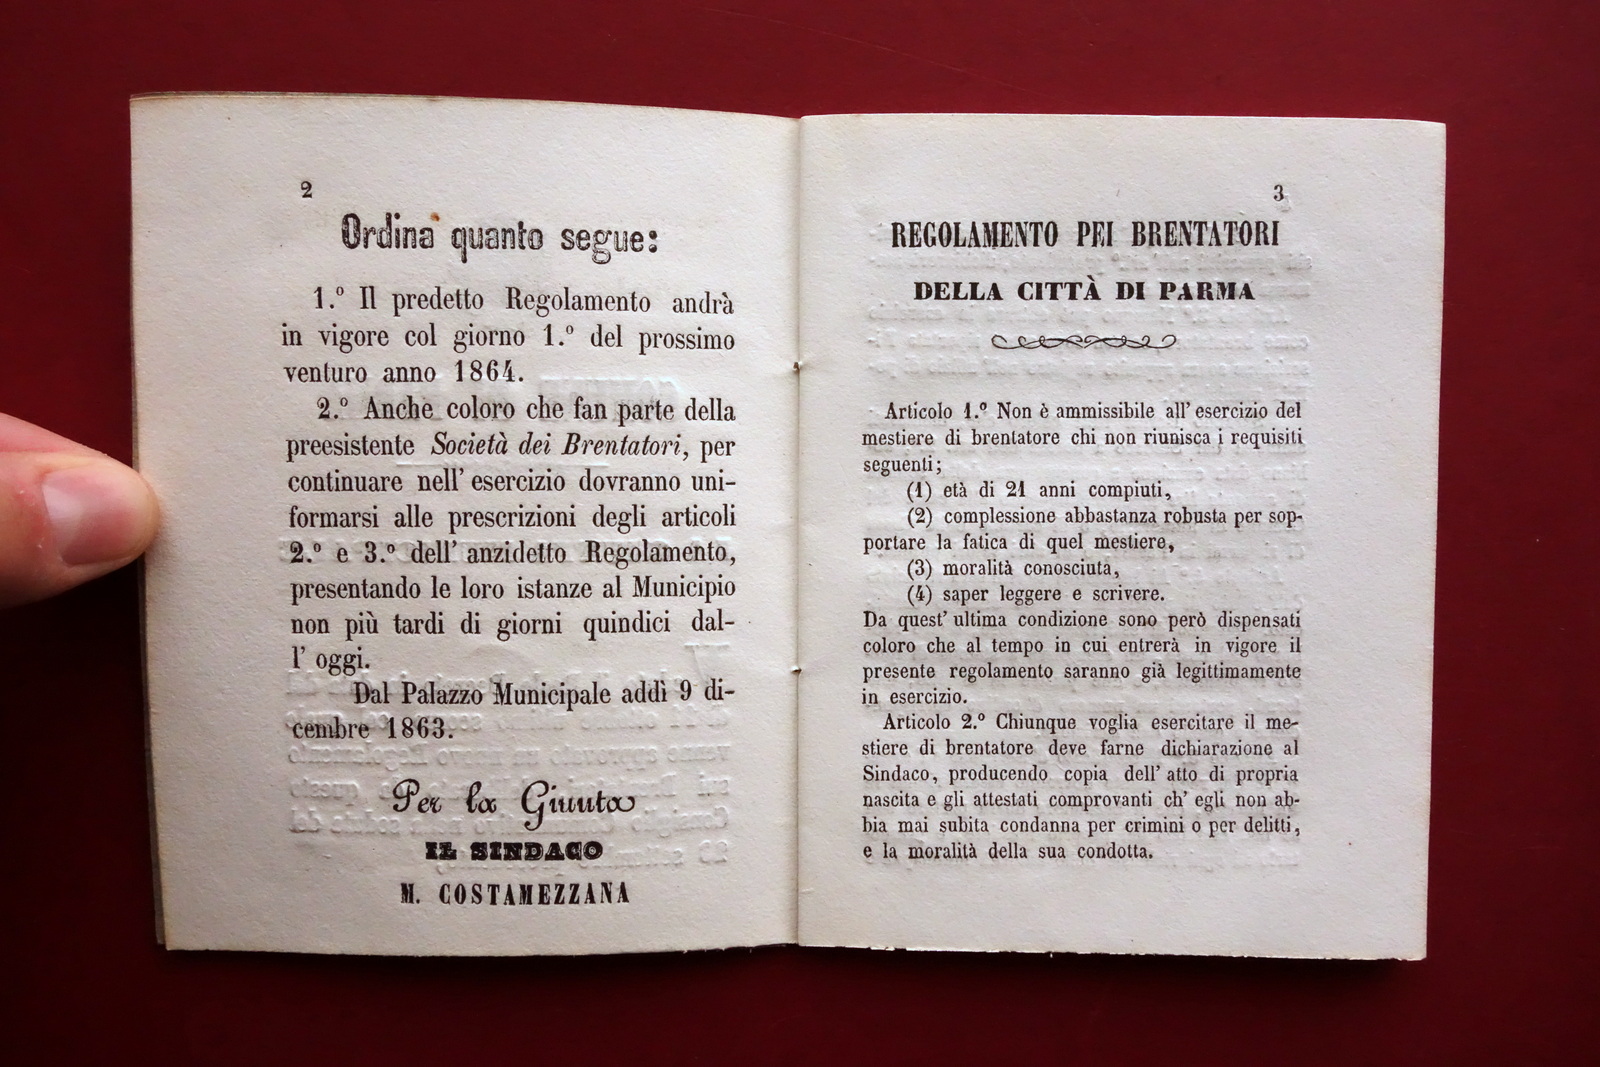 2
Ordina quanto segue:
1.º Il predetto Regolamento andrà
in vigore col giorno 1.º del prossimo
venturo anno 1864.
2.º Anche coloro che fan parte della
preesistente Società dei Brentatori, per
continuare nell' esercizio dovranno uni-
formarsi alle prescrizioni degli articoli
2.º e 3.º dell' anzidetto Regolamento,
presentando le loro istanze al Municipio
non più tardi di giorni quindici dal-
l' oggi.
Dal Palazzo Municipale addì 9 di-
cembre 1863.
Per la Giunta
IL SINDACO
M. COSTAMEZZANA
3
REGOLAMENTO PEI BRENTATORI
DELLA CITTÀ DI PARMA
Articolo 1.º Non è ammissibile all' esercizio del
mestiere di brentatore chi non riunisca i requisiti
seguenti;
(1) età di 21 anni compiuti,
(2) complessione abbastanza robusta per sop-
portare la fatica di quel mestiere,
(3) moralità conosciuta,
(4) saper leggere e scrivere.
Da quest' ultima condizione sono però dispensati
coloro che al tempo in cui entrerà in vigore il
presente regolamento saranno già legittimamente
in esercizio.
Articolo 2.º Chiunque voglia esercitare il me-
stiere di brentatore deve farne dichiarazione al
Sindaco, producendo copia dell' atto di propria
nascita e gli attestati comprovanti ch' egli non ab-
bia mai subita condanna per crimini o per delitti,
e la moralità della sua condotta.